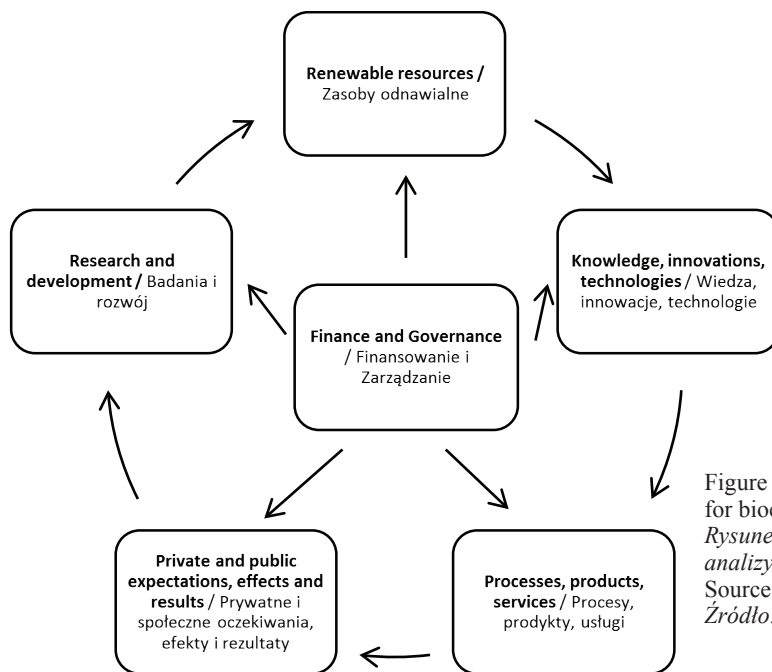 Renewable resources /
Zasoby odnawialne
Research and
development / Badania i
rozwój
Knowledge, innovations,
technologies / Wiedza,
innowacje, technologie
Finance and Governance
/ Finansowanie i
Zarządzanie
Private and public
expectations, effects and
results / Prywatne i
społeczne oczekiwania,
efekty i rezultaty
Processes, products,
services / Procesy,
prodykty, usługi
Figure
for
analizy
Source
Źródło